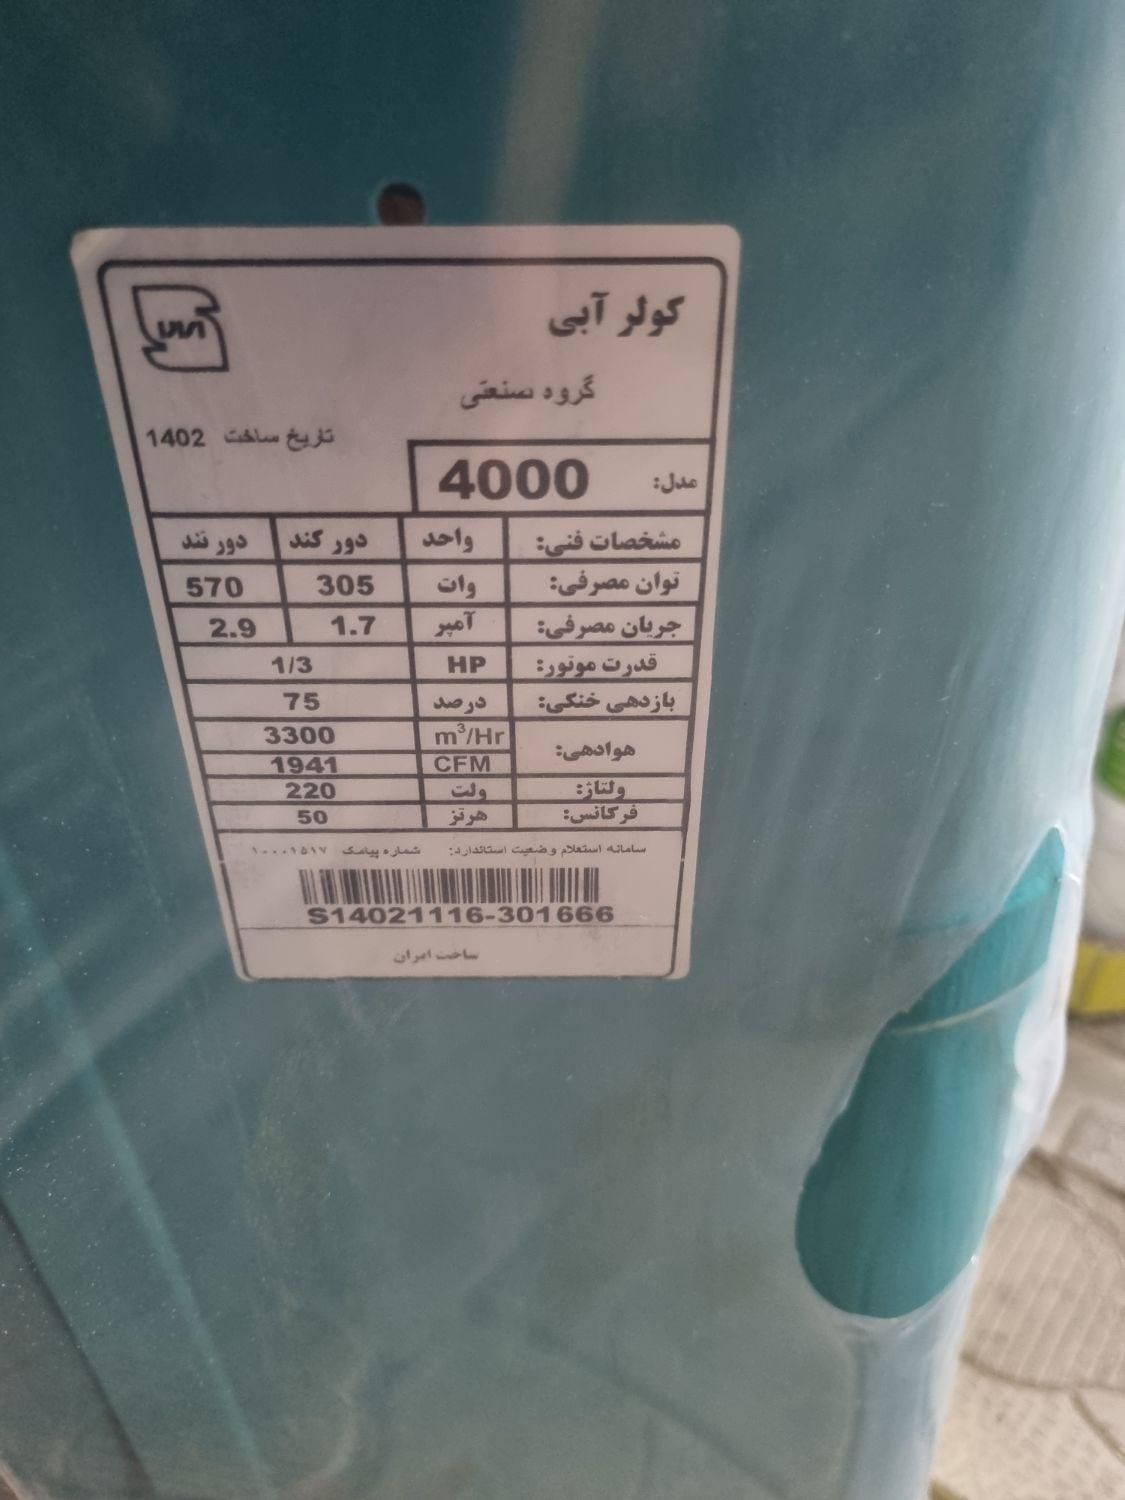 کولر آبی
گروه صنعتی
تاریخ ساخت 1402
مدل: 4000
مشخصات فنی: واحد دور کند دور تند
توان مصرفی: وات 305 570
جریان مصرفی: آمپر 1.7 2.9
قدرت موتور: HP 1/3
بازدهی خنکی: درصد 75
هوادهی: m³/Hr 3300
CFM 1941
ولتاژ: ولت 220
فرکانس: هرتز 50
سامانه استعلام وضعیت استاندارد: شماره پیامک ۱۰۰۰۱۵۱۷
S14021116-301666
ساخت ایران